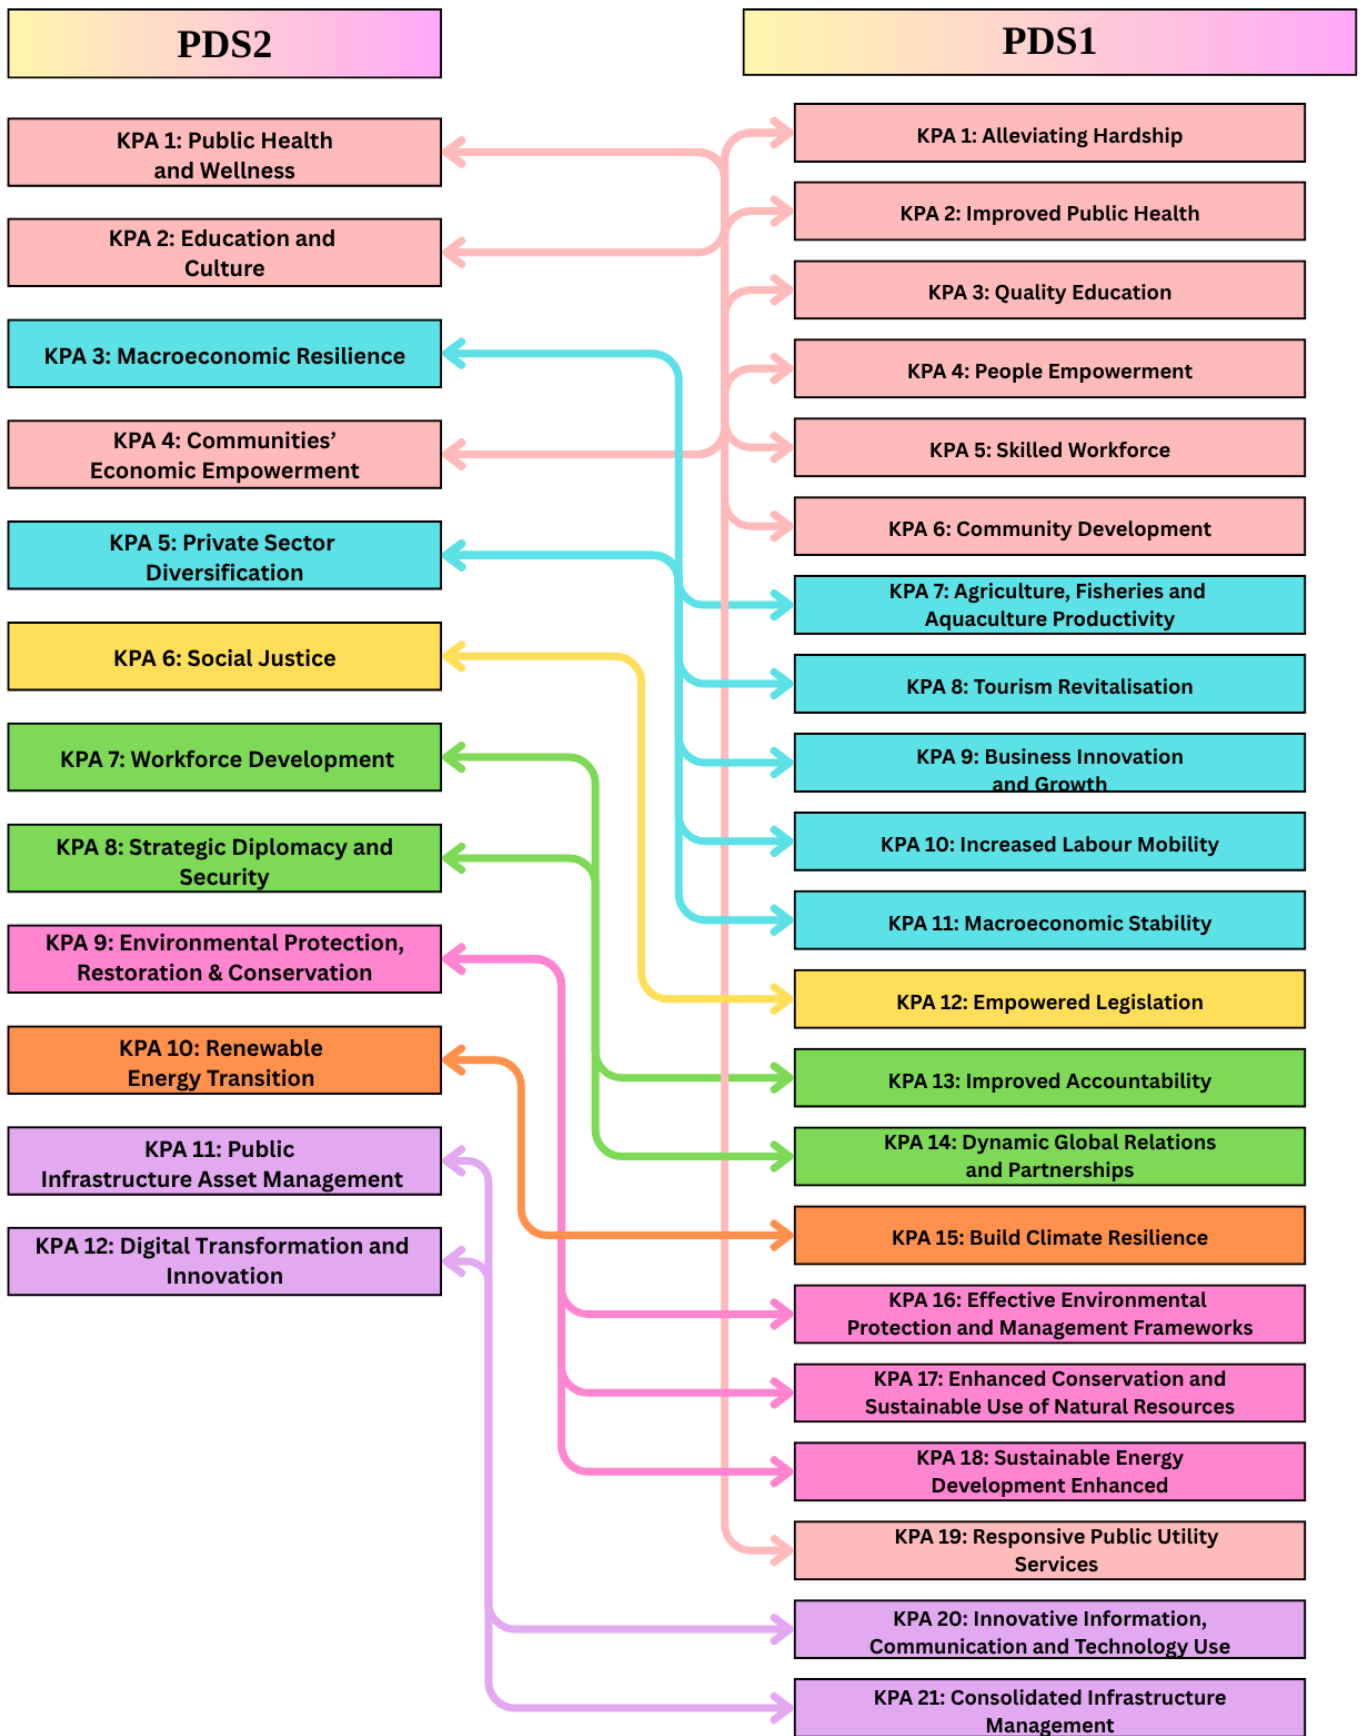 PDS2
PDS1
KPA 1: Public Health
and Wellness
KPA 2: Education and
Culture
KPA 3: Macroeconomic Resilience
KPA 4: Communities’
Economic Empowerment
KPA 5: Private Sector
Diversification
KPA 6: Social Justice
KPA 7: Workforce Development
KPA 8: Strategic Diplomacy and
Security
KPA 9: Environmental Protection,
Restoration & Conservation
KPA 10: Renewable
Energy Transition
KPA 11: Public
Infrastructure Asset Management
KPA 12: Digital Transformation and
Innovation
KPA 1: Alleviating Hardship
KPA 2: Improved Public Health
KPA 3: Quality Education
KPA 4: People Empowerment
KPA 5: Skilled Workforce
KPA 6: Community Development
KPA 7: Agriculture, Fisheries and
Aquaculture Productivity
KPA 8: Tourism Revitalisation
KPA 9: Business Innovation
and Growth
KPA 10: Increased Labour Mobility
KPA 11: Macroeconomic Stability
KPA 12: Empowered Legislation
KPA 13: Improved Accountability
KPA 14: Dynamic Global Relations
and Partnerships
KPA 15: Build Climate Resilience
KPA 16: Effective Environmental
Protection and Management Frameworks
KPA 17: Enhanced Conservation and
Sustainable Use of Natural Resources
KPA 18: Sustainable Energy
Development Enhanced
KPA 19: Responsive Public Utility
Services
KPA 20: Innovative Information,
Communication and Technology Use
KPA 21: Consolidated Infrastructure
Management